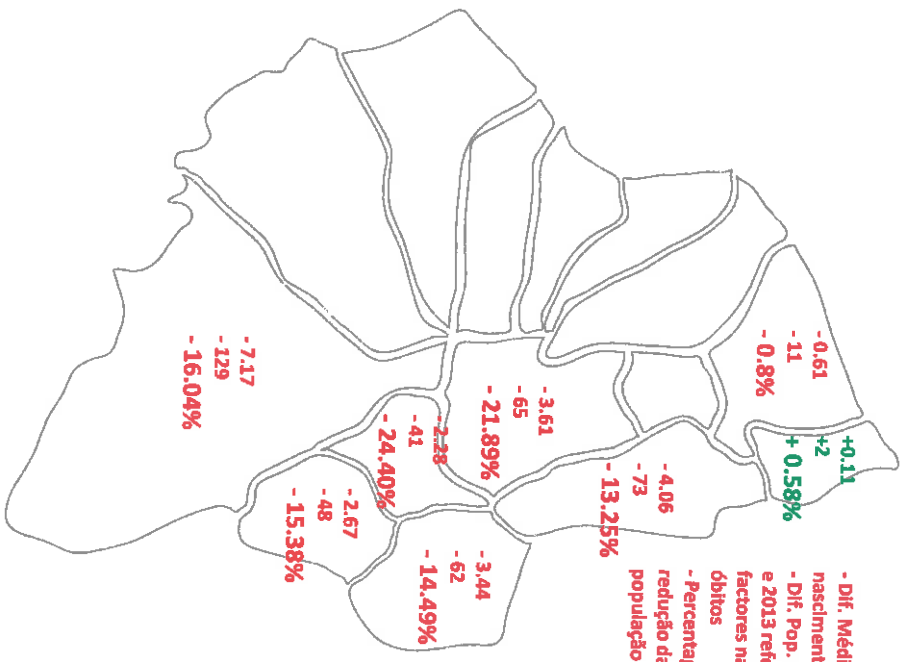 - Dif. Médi
nasciment
- Dif. Pop.
e 2013 refe
factores na
óbitos
- Percentag
redução da
população
+0.11
+2
+ 0.58%
- 0.61
- 11
- 0.8%
- 4.06
- 73
- 13.25%
- 3.61
- 65
- 21.89%
- 3.44
- 62
- 14.49%
-2.28
- 41
- 24.40%
- 2.67
- 48
- 15.38%
- 7.17
- 129
- 16.04%